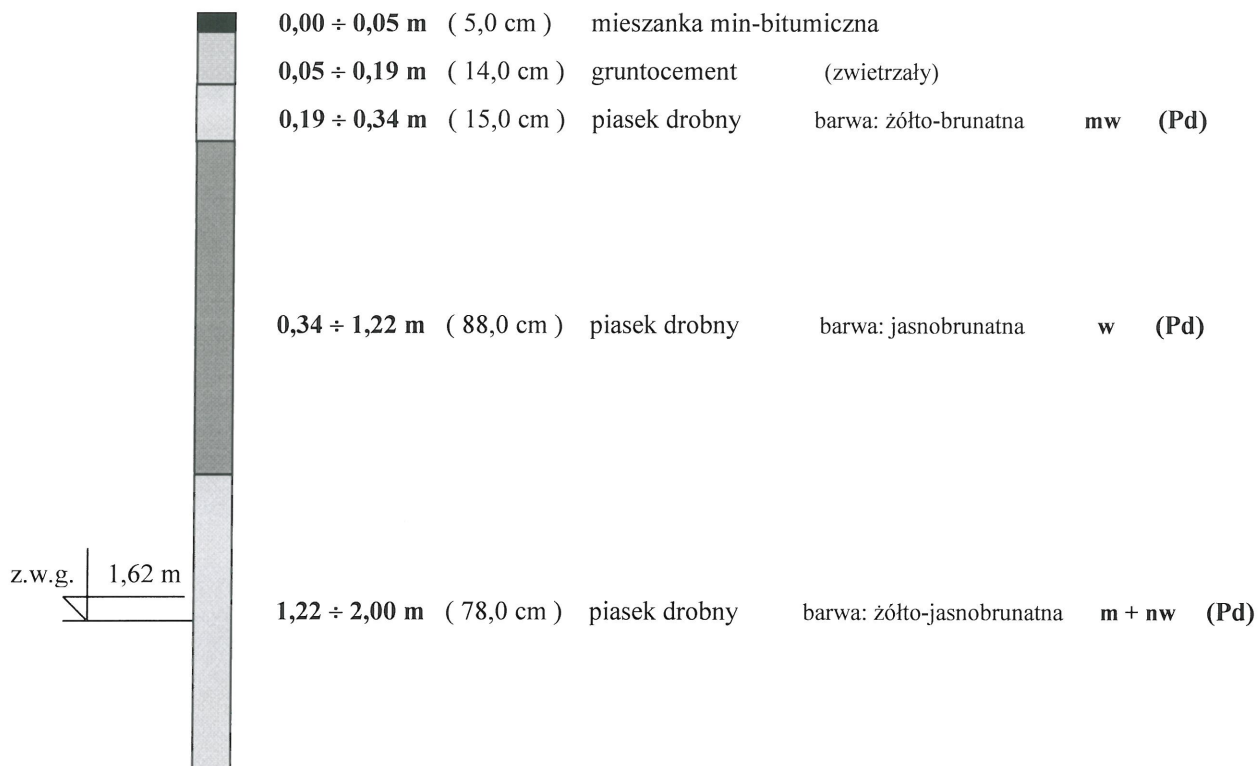 0,00 ÷ 0,05 m ( 5,0 cm ) mieszanka min-bitumiczna
0,05 ÷ 0,19 m ( 14,0 cm ) gruntocement (zwietrzały)
0,19 ÷ 0,34 m ( 15,0 cm ) piasek drobny barwa: żółto-brunatna mw (Pd)
0,34 ÷ 1,22 m ( 88,0 cm ) piasek drobny barwa: jasnobrunatna w (Pd)
z.w.g. 1,62 m
1,22 ÷ 2,00 m ( 78,0 cm ) piasek drobny barwa: żółto-jasnobrunatna m + nw (Pd)